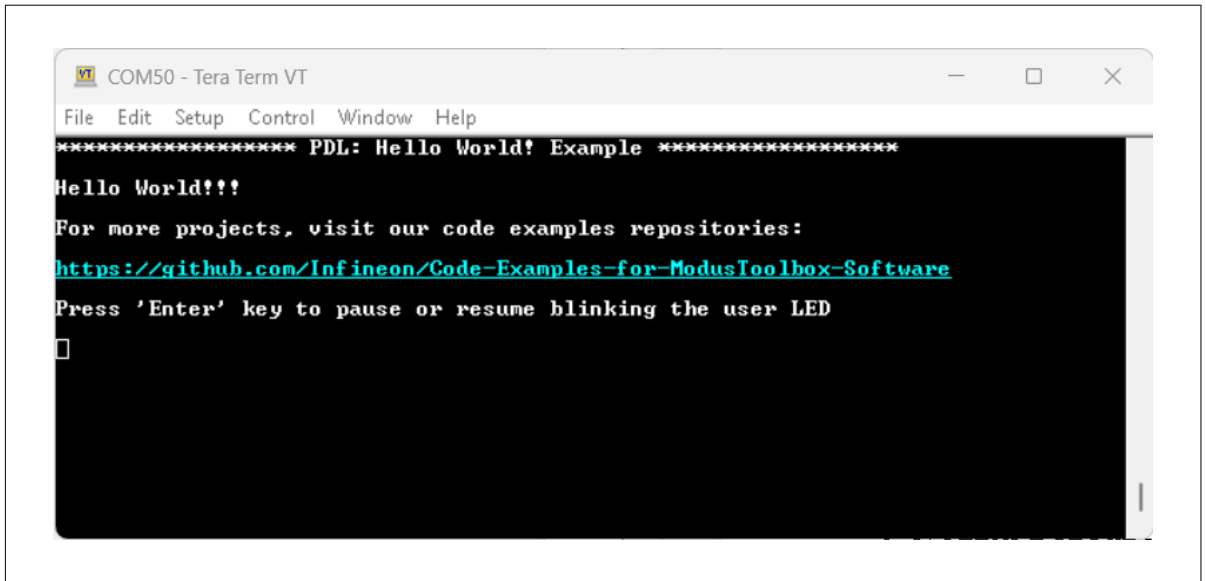 COM50 - Tera Term VT
File Edit Setup Control Window Help
****************** PDL: Hello World! Example ******************
Hello World!!!
For more projects, visit our code examples repositories:
https://github.com/Infineon/Code-Examples-for-ModusToolbox-Software
Press 'Enter' key to pause or resume blinking the user LED